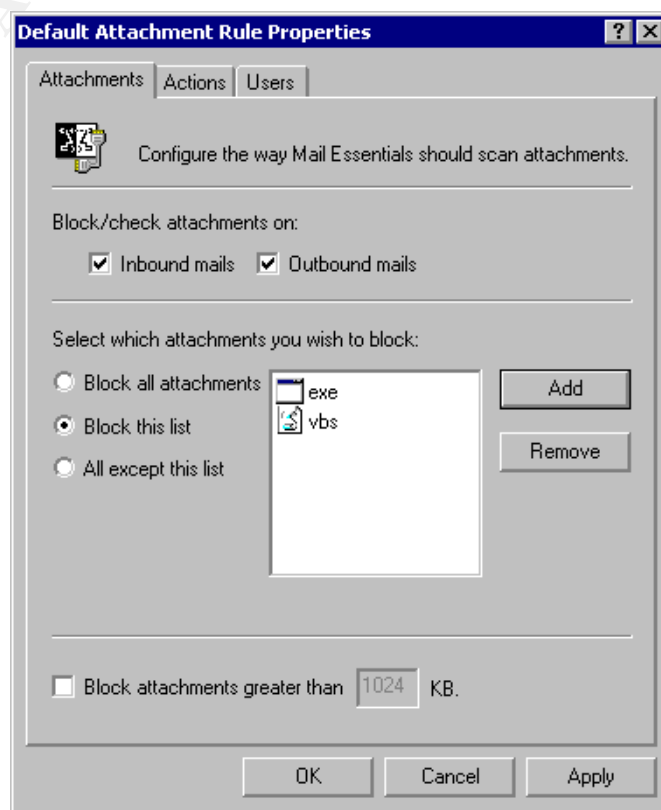 Default Attachment Rule Properties
Attachments Actions Users
Configure the way Mail Essentials should scan attachments.
Block/check attachments on:
Inbound mails Outbound mails
Select which attachments you wish to block:
Block all attachments exe Add
Block this list vbs
All except this list Remove
Block attachments greater than 1024 KB.
OK Cancel Apply